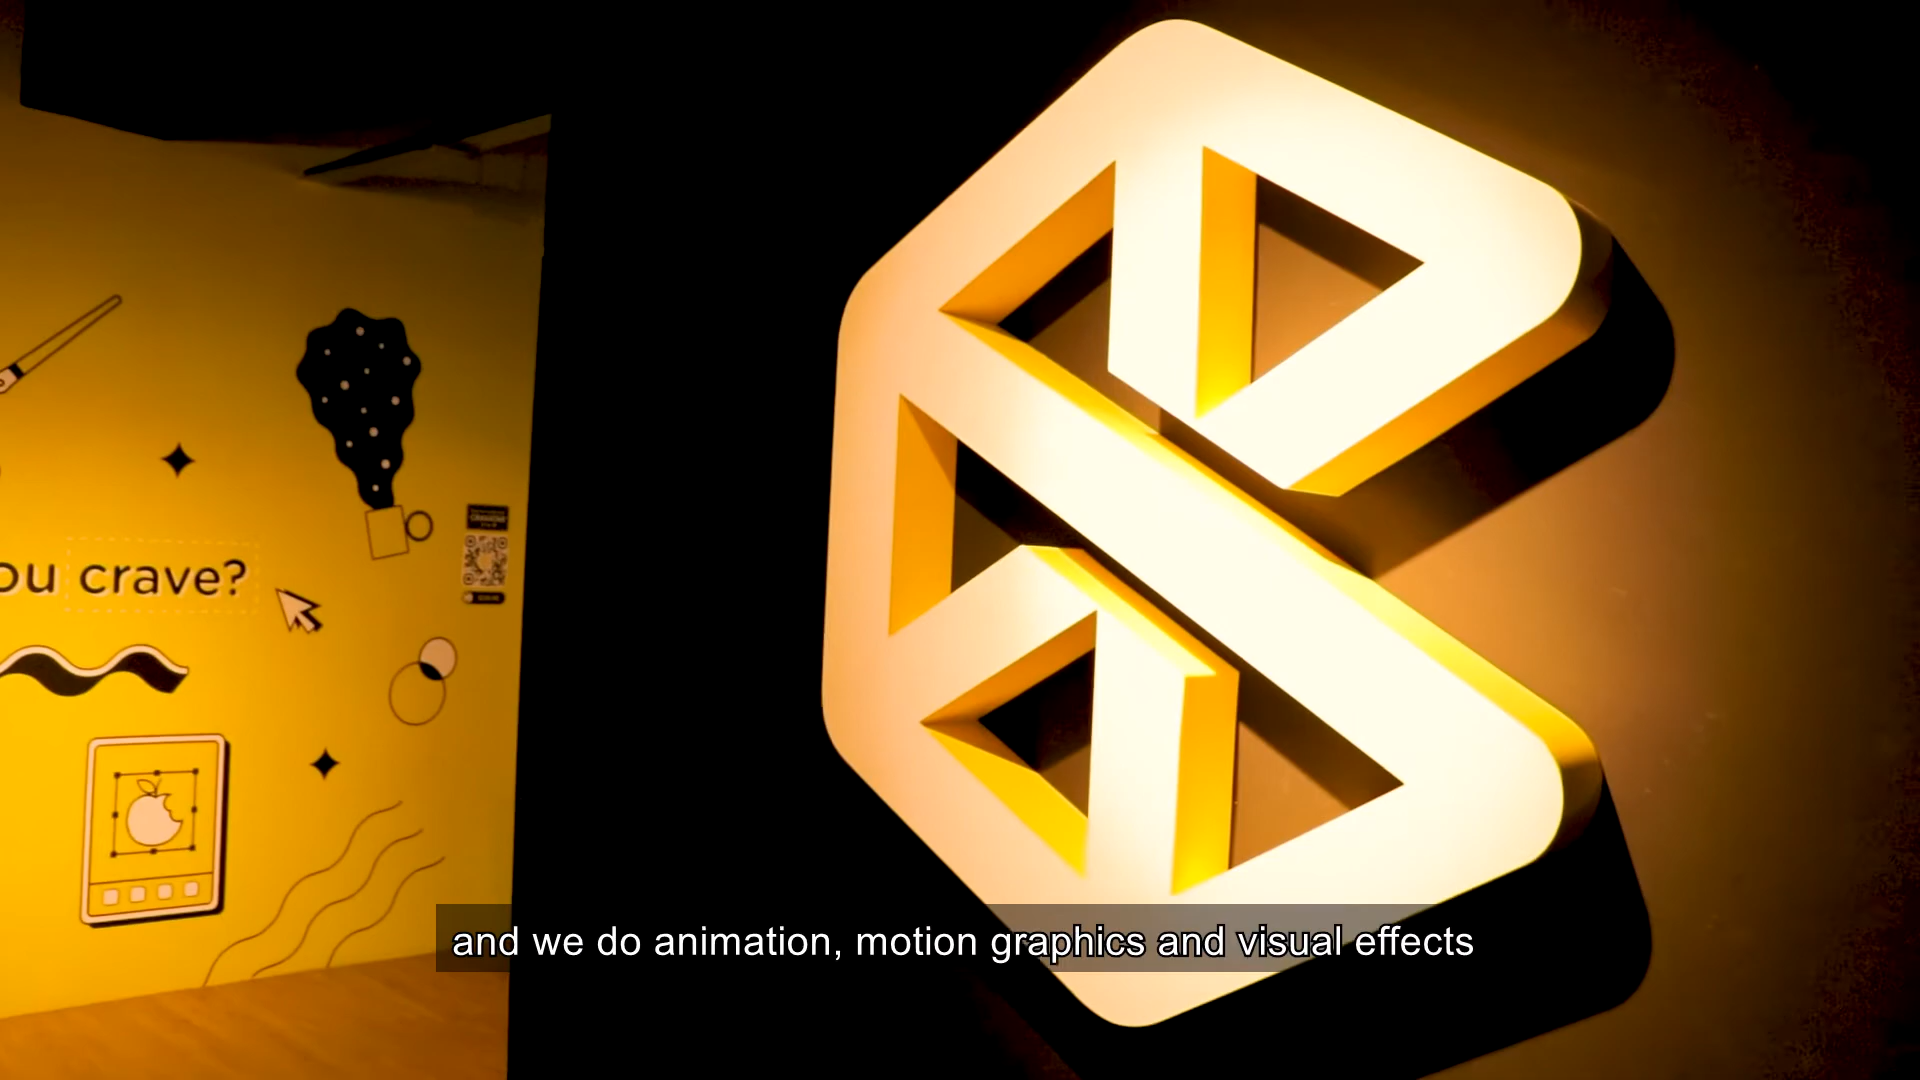 ou crave?
and we do animation, motion graphics and visual effects